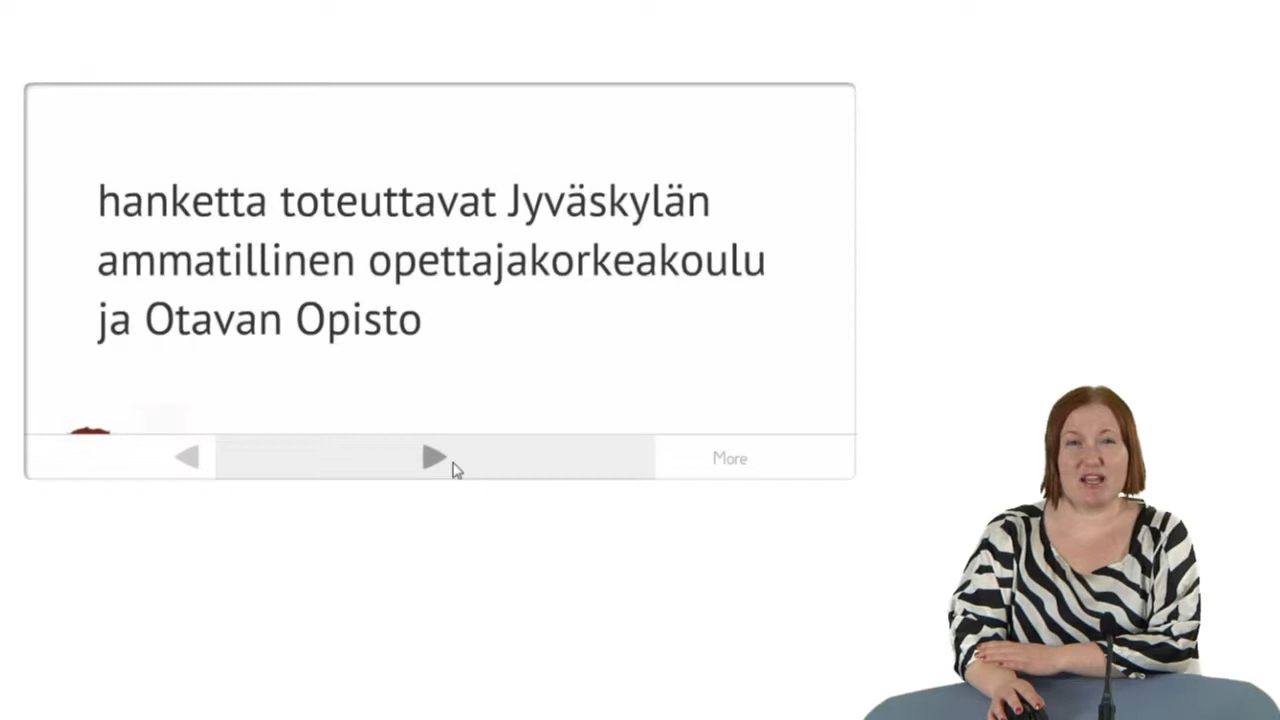 hanketta toteuttavat Jyväskylän
ammatillinen opettajakorkeakoulu
ja Otavan Opisto
More